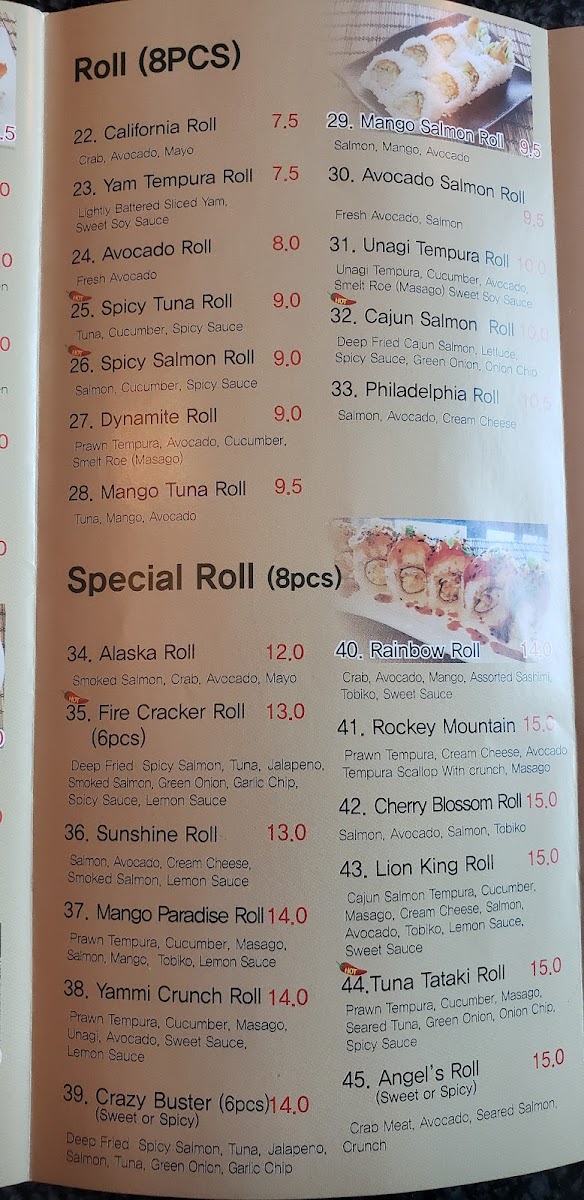 Roll (8PCS)
22. California Roll 7.5
Crab, Avocado, Mayo
23. Yam Tempura Roll 7.5
Lightly Battered Sliced Yam,
Sweet Soy Sauce
24. Avocado Roll 8.0
Fresh Avocado
HOT
25. Spicy Tuna Roll 9.0
Tuna, Cucumber, Spicy Sauce
HOT
26. Spicy Salmon Roll 9.0
Salmon, Cucumber, Spicy Sauce
27. Dynamite Roll 9.0
Prawn Tempura, Avocado, Cucumber,
Smelt Roe (Masago)
28. Mango Tuna Roll 9.5
Tuna, Mango, Avocado
29. Mango Salmon Roll 9.5
Salmon, Mango, Avocado
30. Avocado Salmon Roll
Fresh Avocado, Salmon 9.5
31. Unagi Tempura Roll 10.0
Unagi Tempura, Cucumber, Avocado,
Smelt Roe (Masago) Sweet Soy Sauce
HOT
32. Cajun Salmon Roll 10.0
Deep Fried Cajun Salmon, Lettuce,
Spicy Sauce, Green Onion, Onion Chip
33. Philadelphia Roll 10.5
Salmon, Avocado, Cream Cheese
Special Roll (8pcs)
34. Alaska Roll 12.0
Smoked Salmon, Crab, Avocado, Mayo
HOT
35. Fire Cracker Roll 13.0
(6pcs)
Deep Fried Spicy Salmon, Tuna, Jalapeno,
Smoked Salmon, Green Onion, Garlic Chip,
Spicy Sauce, Lemon Sauce
36. Sunshine Roll 13.0
Salmon, Avocado, Cream Cheese,
Smoked Salmon, Lemon Sauce
37. Mango Paradise Roll 14.0
Prawn Tempura, Cucumber, Masago,
Salmon, Mango, Tobiko, Lemon Sauce
38. Yammi Crunch Roll 14.0
Prawn Tempura, Cucumber, Masago,
Unagi, Avocado, Sweet Sauce,
Lemon Sauce
39. Crazy Buster (6pcs) 14.0
(Sweet or Spicy)
Deep Fried Spicy Salmon, Tuna, Jalapeno,
Salmon, Tuna, Green Onion, Garlic Chip
40. Rainbow Roll 14.0
Crab, Avocado, Mango, Assorted Sashimi,
Tobiko, Sweet Sauce
41. Rockey Mountain 15.0
Prawn Tempura, Cream Cheese, Avocado
Tempura Scallop With crunch, Masago
42. Cherry Blossom Roll 15.0
Salmon, Avocado, Salmon, Tobiko
43. Lion King Roll 15.0
Cajun Salmon Tempura, Cucumber,
Masago, Cream Cheese, Salmon,
Avocado, Tobiko, Lemon Sauce,
Sweet Sauce
HOT
44. Tuna Tataki Roll 15.0
Prawn Tempura, Cucumber, Masago,
Seared Tuna, Green Onion, Onion Chip,
Spicy Sauce
45. Angel's Roll 15.0
(Sweet or Spicy)
Crab Meat, Avocado, Seared Salmon,
Crunch